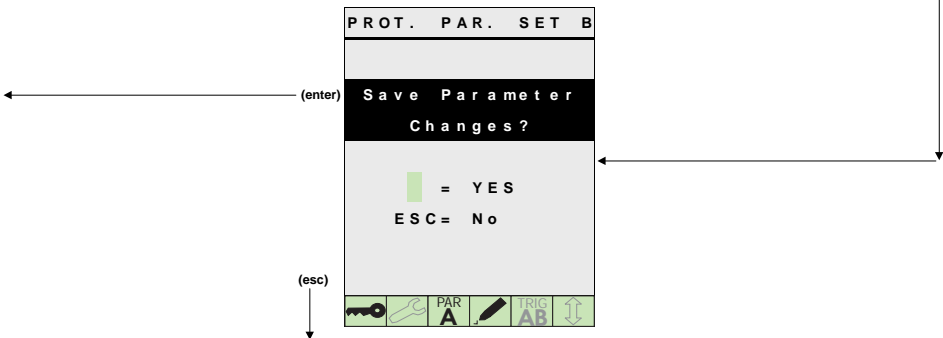 PROT. PAR. SET B
(enter)
Save Parameter
Changes?
= YES
ESC= No
(esc)
PAR
A
TRIG
AB